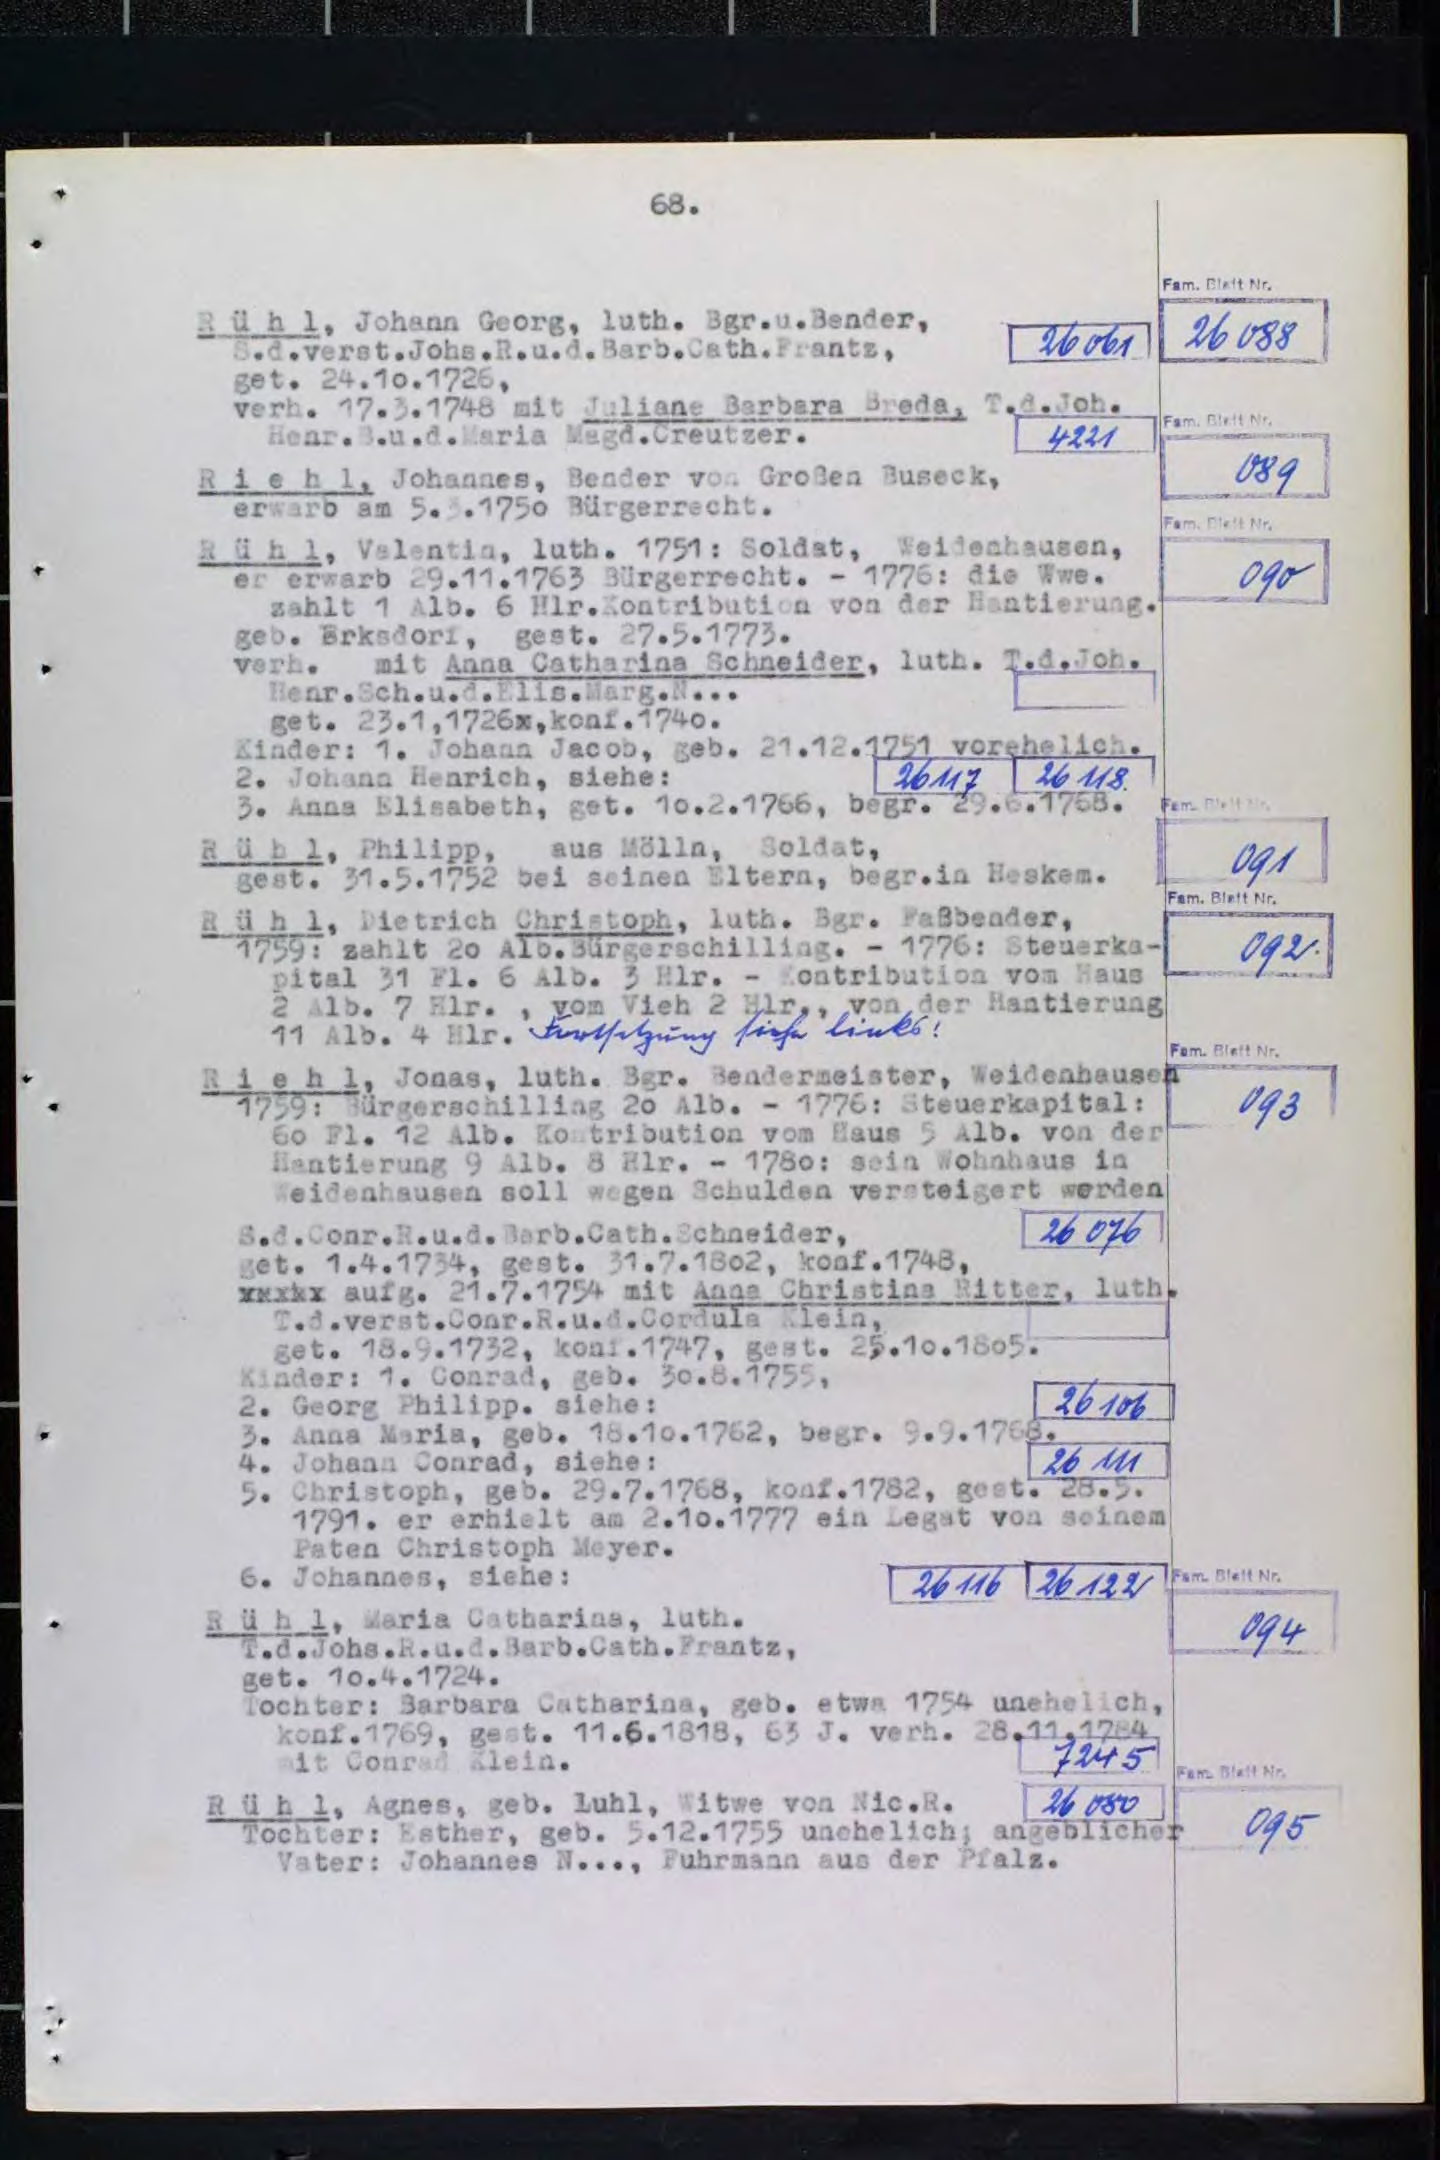 68.
Fam. Blatt Nr.
R ü h l, Johann Georg, luth. Bgr.u.Bender,
26 088
S.d.verst.Johs.R.u.d.Barb.Cath.Frantz,
26 061
get. 24.10.1726,
verh. 17.3.1748 mit Juliane Barbara Breda, T.d.Joh.
Henr.B.u.d.Maria Magd.Creutzer.
4221
Fam. Blatt Nr.
089
R i e h l, Johannes, Bender von Großen Buseck,
erwarb am 5.3.1750 Bürgerrecht.
Fam. Blatt Nr.
R ü h l, Valentin, luth. 1751: Soldat, Weidenhausen,
er erwarb 29.11.1763 Bürgerrecht. - 1776: die Wwe.
090
zahlt 1 Alb. 6 Hlr.Kontribution von der Hantierung.
geb. Erksdorf, gest. 27.5.1773.
verh. mit Anna Catharina Schneider, luth. T.d.Joh.
Henr.Sch.u.d.Elis.Marg.N...
get. 23.1,1726x,konf.1740.
Kinder: 1. Johann Jacob, geb. 21.12.1751 vorehelich.
2. Johann Henrich, siehe:
26117 26 118.
3. Anna Elisabeth, get. 10.2.1766, begr. 29.6.1768.
Fam. Blatt Nr.
R ü h l, Philipp, aus Mölln, Soldat,
091
gest. 31.5.1752 bei seinen Eltern, begr.in Heskem.
Fam. Blatt Nr.
R ü h l, Dietrich Christoph, luth. Bgr. Faßbender,
1759: zahlt 20 Alb.Bürgerschilling. - 1776: Steuerka-
092.
pital 31 Fl. 6 Alb. 3 Hlr. - Kontribution vom Haus
2 Alb. 7 Hlr. , vom Vieh 2 Hlr., von der Hantierung
11 Alb. 4 Hlr. Fortsetzung siehe links!
Fam. Blatt Nr.
R i e h l, Jonas, luth. Bgr. Bendermeister, Weidenhausen
1759: Bürgerschilling 20 Alb. - 1776: Steuerkapital:
093
60 Fl. 12 Alb. Kontribution vom Haus 5 Alb. von der
Hantierung 9 Alb. 8 Hlr. - 1780: sein Wohnhaus in
Weidenhausen soll wegen Schulden versteigert werden
S.d.Conr.R.u.d.Barb.Cath.Schneider,
26 076
get. 1.4.1734, gest. 31.7.1802, konf.1748,
xxxxx aufg. 21.7.1754 mit Anna Christina Ritter, luth.
T.d.verst.Conr.R.u.d.Cordula Klein,
get. 18.9.1732, konf.1747, gest. 25.10.1805.
Kinder: 1. Conrad, geb. 30.8.1755,
2. Georg Philipp. siehe:
26 106
3. Anna Maria, geb. 18.10.1762, begr. 9.9.1768.
4. Johann Conrad, siehe:
26 111
5. Christoph, geb. 29.7.1768, konf.1782, gest. 28.5.
1791. er erhielt am 2.10.1777 ein Legat von seinem
Paten Christoph Meyer.
6. Johannes, siehe:
26116 26 122
Fam. Blatt Nr.
R ü h l, Maria Catharina, luth.
094
T.d.Johs.R.u.d.Barb.Cath.Frantz,
get. 10.4.1724.
Tochter: Barbara Catharina, geb. etwa 1754 unehelich,
konf.1769, gest. 11.6.1818, 63 J. verh. 28.11.1784
mit Conrad Klein.
7245
Fam. Blatt Nr.
R ü h l, Agnes, geb. Luhl, Witwe von Nic.R.
26 080
Tochter: Esther, geb. 5.12.1755 unehelich; angeblicher
095
Vater: Johannes N..., Fuhrmann aus der Pfalz.